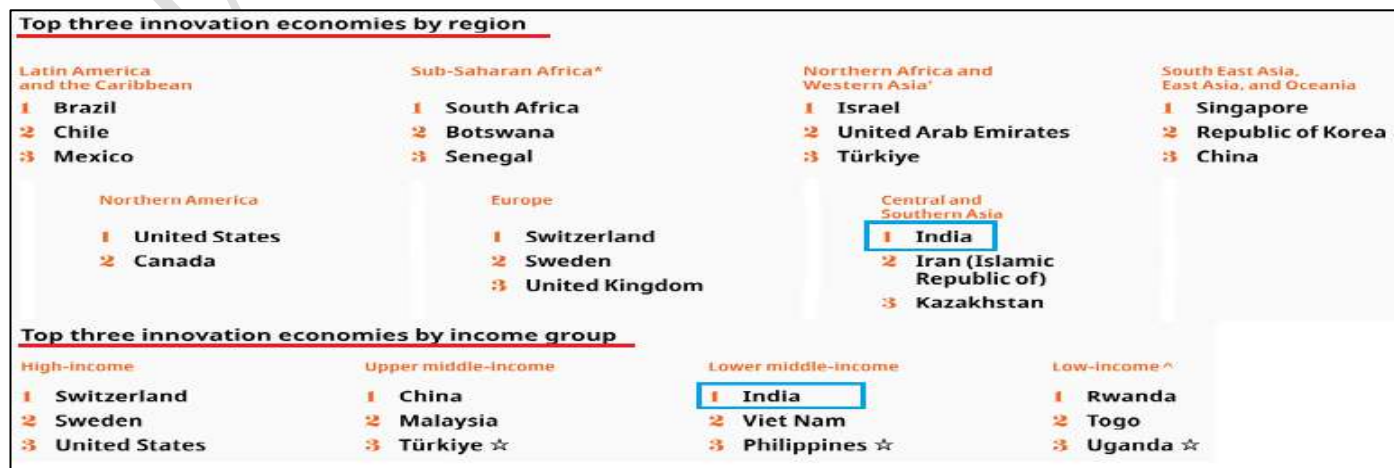 Top three innovation economies by region
Latin America
and the Caribbean
1 Brazil
2 Chile
3 Mexico
Sub-Saharan Africa*
1 South Africa
2 Botswana
3 Senegal
Northern Africa and
Western Asia*
1 Israel
2 United Arab Emirates
3 Türkiye
South East Asia,
East Asia, and Oceania
1 Singapore
2 Republic of Korea
3 China
Northern America
1 United States
2 Canada
Europe
1 Switzerland
2 Sweden
3 United Kingdom
Central and
Southern Asia
1 India
2 Iran (Islamic
Republic of)
3 Kazakhstan
Top three innovation economies by income group
High-income
1 Switzerland
2 Sweden
3 United States
Upper middle-income
1 China
2 Malaysia
3 Türkiye ☆
Lower middle-income
1 India
2 Viet Nam
3 Philippines ☆
Low-income ^
1 Rwanda
2 Togo
3 Uganda ☆